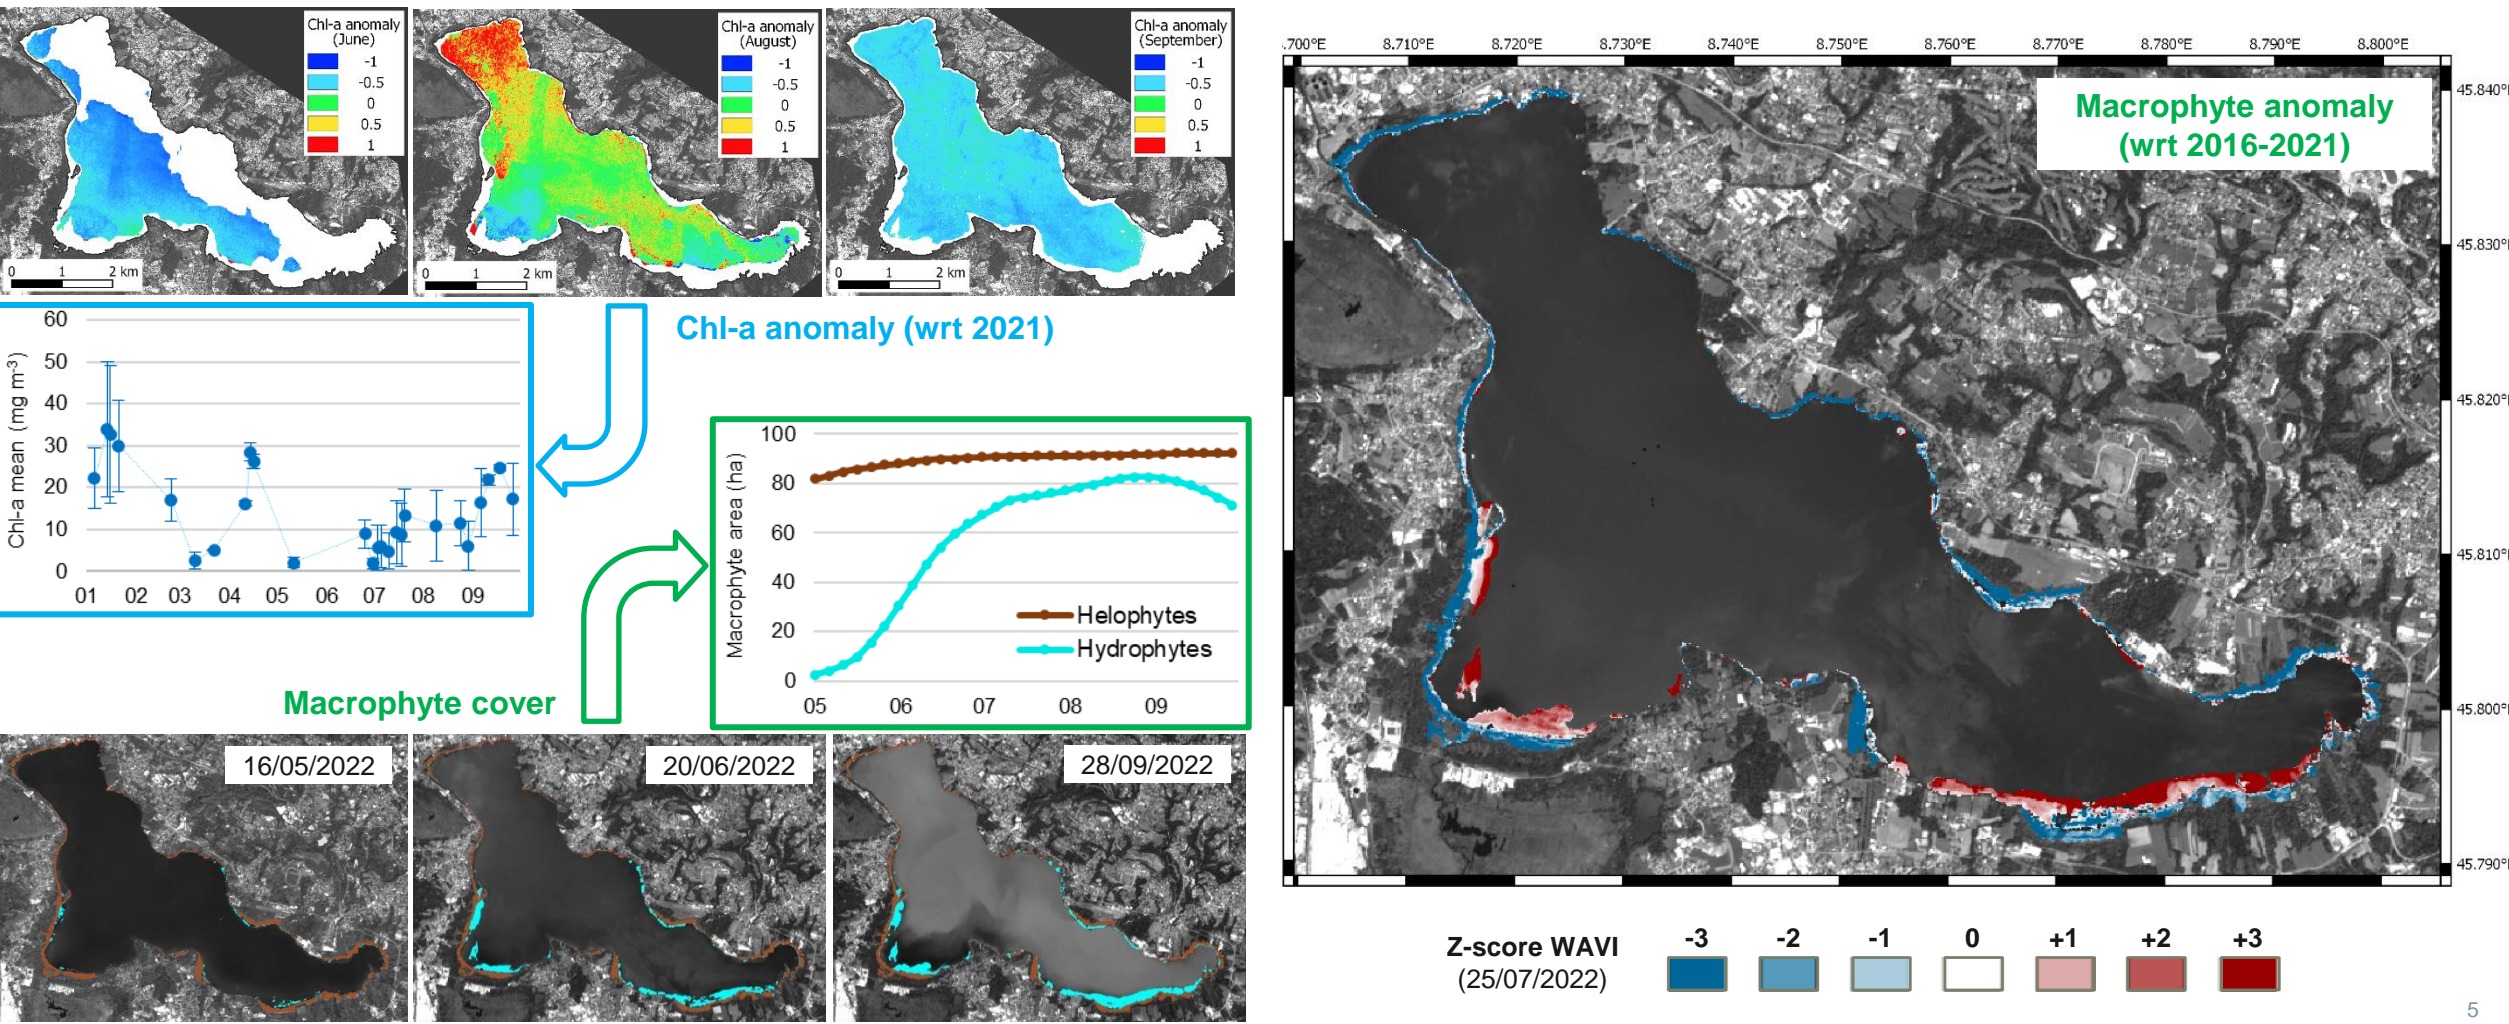 Chl-a anomaly
(June)
-1
-0.5
0
0.5
1
0 1 2 km
Chl-a anomaly
(August)
-1
-0.5
0
0.5
1
0 1 2 km
Chl-a anomaly
(September)
-1
-0.5
0
0.5
1
0 1 2 km
Chl-a anomaly (wrt 2021)
Chl-a mean (mg m⁻³)
60
50
40
30
20
10
0
01 02 03 04 05 06 07 08 09
Macrophyte area (ha)
100
80
60
40
20
0
Helophytes
Hydrophytes
05 06 07 08 09
Macrophyte cover
16/05/2022
20/06/2022
28/09/2022
.700°E 8.710°E 8.720°E 8.730°E 8.740°E 8.750°E 8.760°E 8.770°E 8.780°E 8.790°E 8.800°E
Macrophyte anomaly
(wrt 2016-2021)
45.840°
45.830°
45.820°
45.810°
45.800°
45.790°
Z-score WAVI
(25/07/2022)
-3 -2 -1 0 +1 +2 +3
5